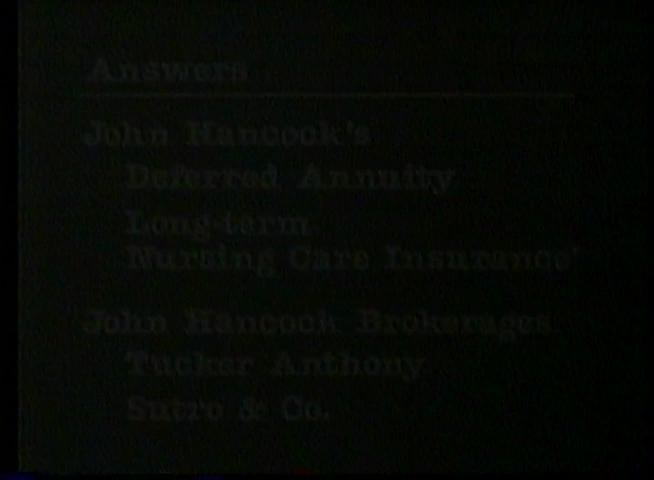 Answers
John Hancock's
Deferred Annuity
Long-term
Nursing Care Insurance*
John Hancock Brokerages
Tucker Anthony
Sutro & Co.